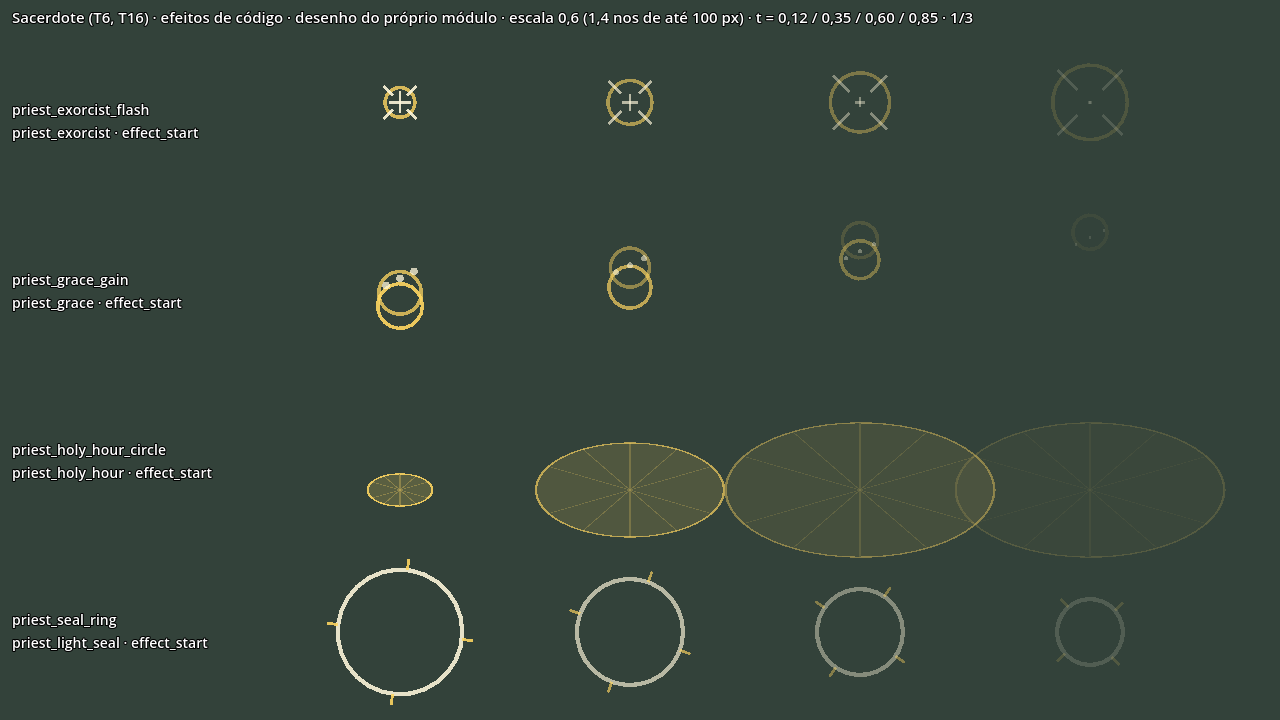 Sacerdote (T6, T16) · efeitos de código · desenho do próprio módulo · escala 0,6 (1,4 nos de até 100 px) · t = 0,12 / 0,35 / 0,60 / 0,85 · 1/3
priest_exorcist_flash
priest_exorcist · effect_start
priest_grace_gain
priest_grace · effect_start
priest_holy_hour_circle
priest_holy_hour · effect_start
priest_seal_ring
priest_light_seal · effect_start